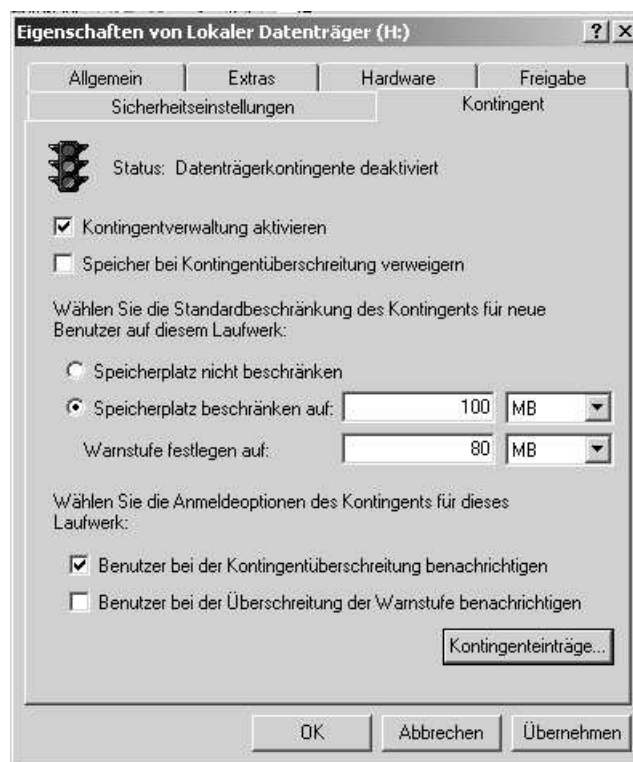 Eigenschaften von Lokaler Datenträger (H:)
Allgemein Extras Hardware Freigabe
Sicherheitseinstellungen Kontingent
Status: Datenträgerkontingente deaktiviert
Kontingentverwaltung aktivieren
Speicher bei Kontingentüberschreitung verweigern
Wählen Sie die Standardbeschränkung des Kontingents für neue
Benutzer auf diesem Laufwerk:
Speicherplatz nicht beschränken
Speicherplatz beschränken auf: 100 MB
Warnstufe festlegen auf: 80 MB
Wählen Sie die Anmeldeoptionen des Kontingents für dieses
Laufwerk:
Benutzer bei der Kontingentüberschreitung benachrichtigen
Benutzer bei der Überschreitung der Warnstufe benachrichtigen
Kontingenteinträge...
OK Abbrechen Übernehmen